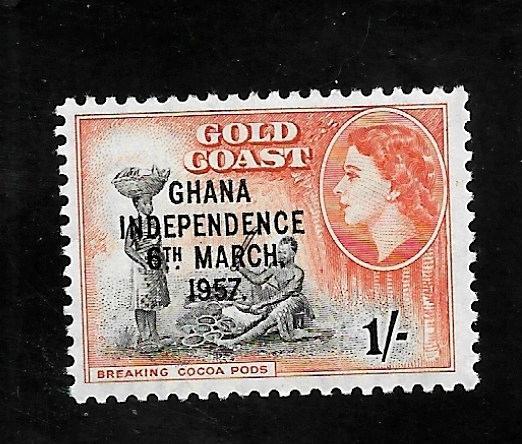 GOLD
COAST
GHANA
INDEPENDENCE
6TH MARCH,
1957.
1/-
BREAKING COCOA PODS